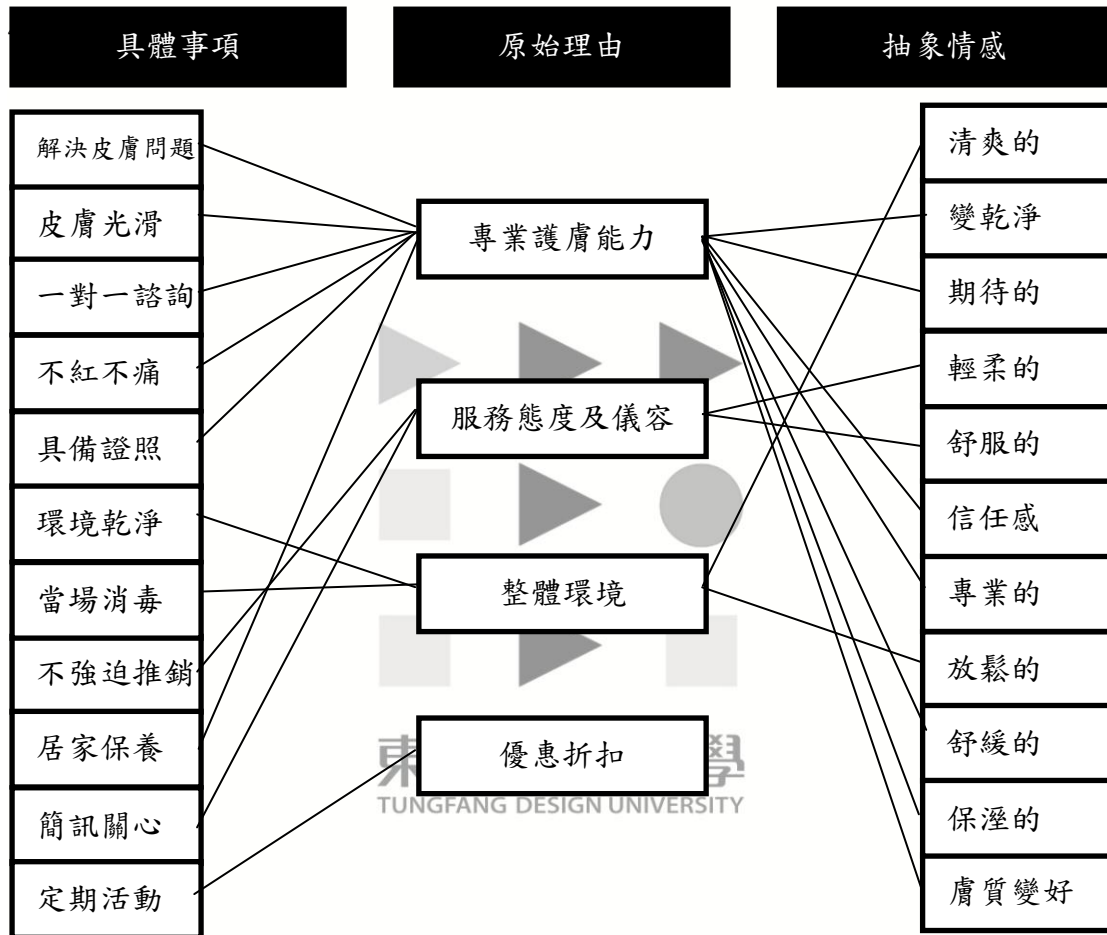 具體事項
原始理由
抽象情感
解決皮膚問題
皮膚光滑
一對一諮詢
不紅不痛
具備證照
環境乾淨
當場消毒
不強迫推銷
居家保養
簡訊關心
定期活動
專業護膚能力
服務態度及儀容
整體環境
優惠折扣
東
學
TUNGFANG DESIGN UNIVERSITY
清爽的
變乾淨
期待的
輕柔的
舒服的
信任感
專業的
放鬆的
舒緩的
保溼的
膚質變好